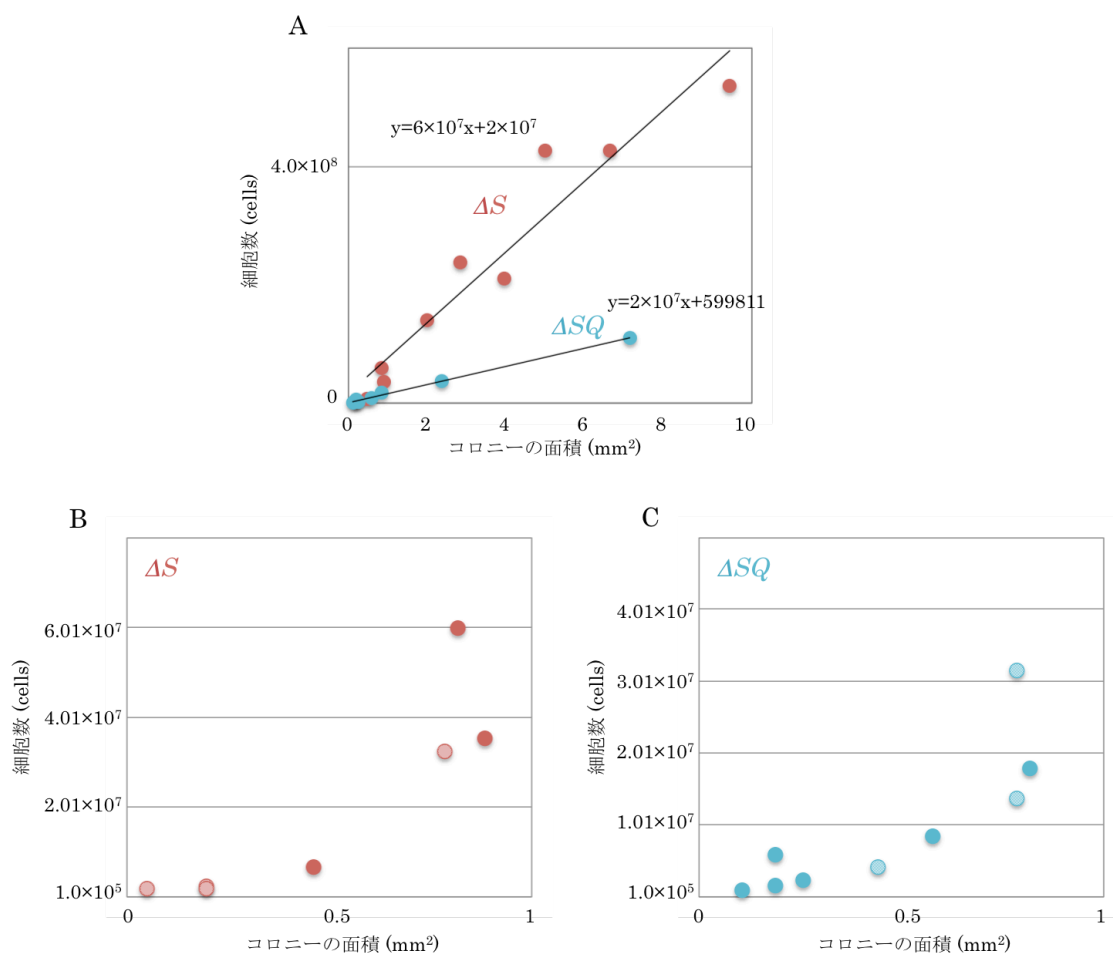 A
y=6×10⁷x+2×10⁷
4.0×10⁸
ΔS
細胞数 (cells)
y=2×10⁷x+599811
ΔSQ
0
0 2 4 6 8 10
コロニーの面積 (mm²)
B
ΔS
6.01×10⁷
4.01×10⁷
細胞数 (cells)
2.01×10⁷
1.0×10⁵
0 0.5 1
コロニーの面積 (mm²)
C
ΔSQ
4.01×10⁷
3.01×10⁷
細胞数 (cells)
2.01×10⁷
1.01×10⁷
1.0×10⁵
0 0.5 1
コロニーの面積 (mm²)